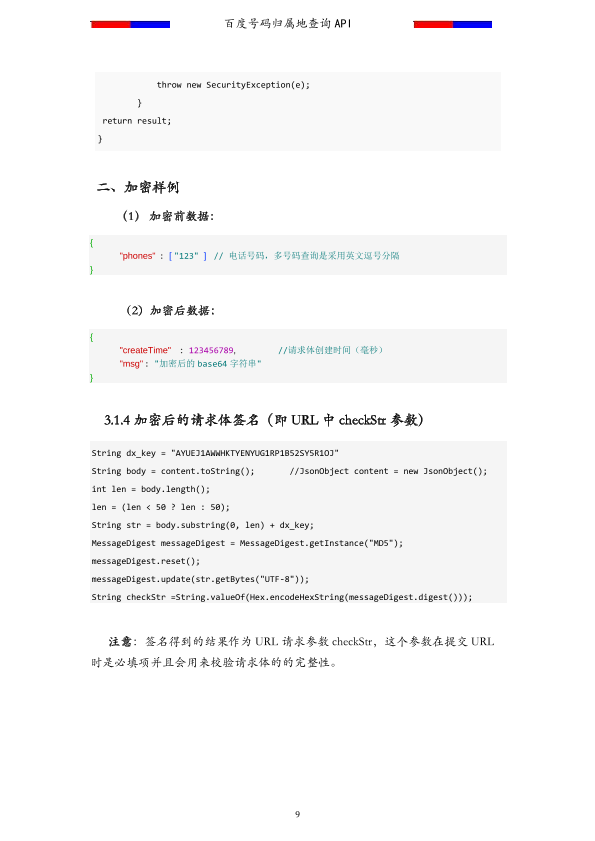 百度号码归属地查询 API
throw new SecurityException(e);
}
return result;
}
二、加密样例
（1） 加密前数据：
{
"phones" : ["123" ] // 电话号码，多号码查询是采用英文逗号分隔
}
（2）加密后数据：
{
"createTime" : 123456789, //请求体创建时间（毫秒）
"msg" : "加密后的 base64 字符串"
}
3.1.4 加密后的请求体签名（即 URL 中 checkStr 参数）
String dx_key = "AYUEJ1AWWHKTYENYUG1RP1B52SY5R1OJ"
String body = content.toString(); //JsonObject content = new JsonObject();
int len = body.length();
len = (len < 50 ? len : 50);
String str = body.substring(0, len) + dx_key;
MessageDigest messageDigest = MessageDigest.getInstance("MD5");
messageDigest.reset();
messageDigest.update(str.getBytes("UTF-8"));
String checkStr =String.valueOf(Hex.encodeHexString(messageDigest.digest()));
注意：签名得到的结果作为 URL 请求参数 checkStr，这个参数在提交 URL
时是必填项并且会用来校验请求体的的完整性。
9